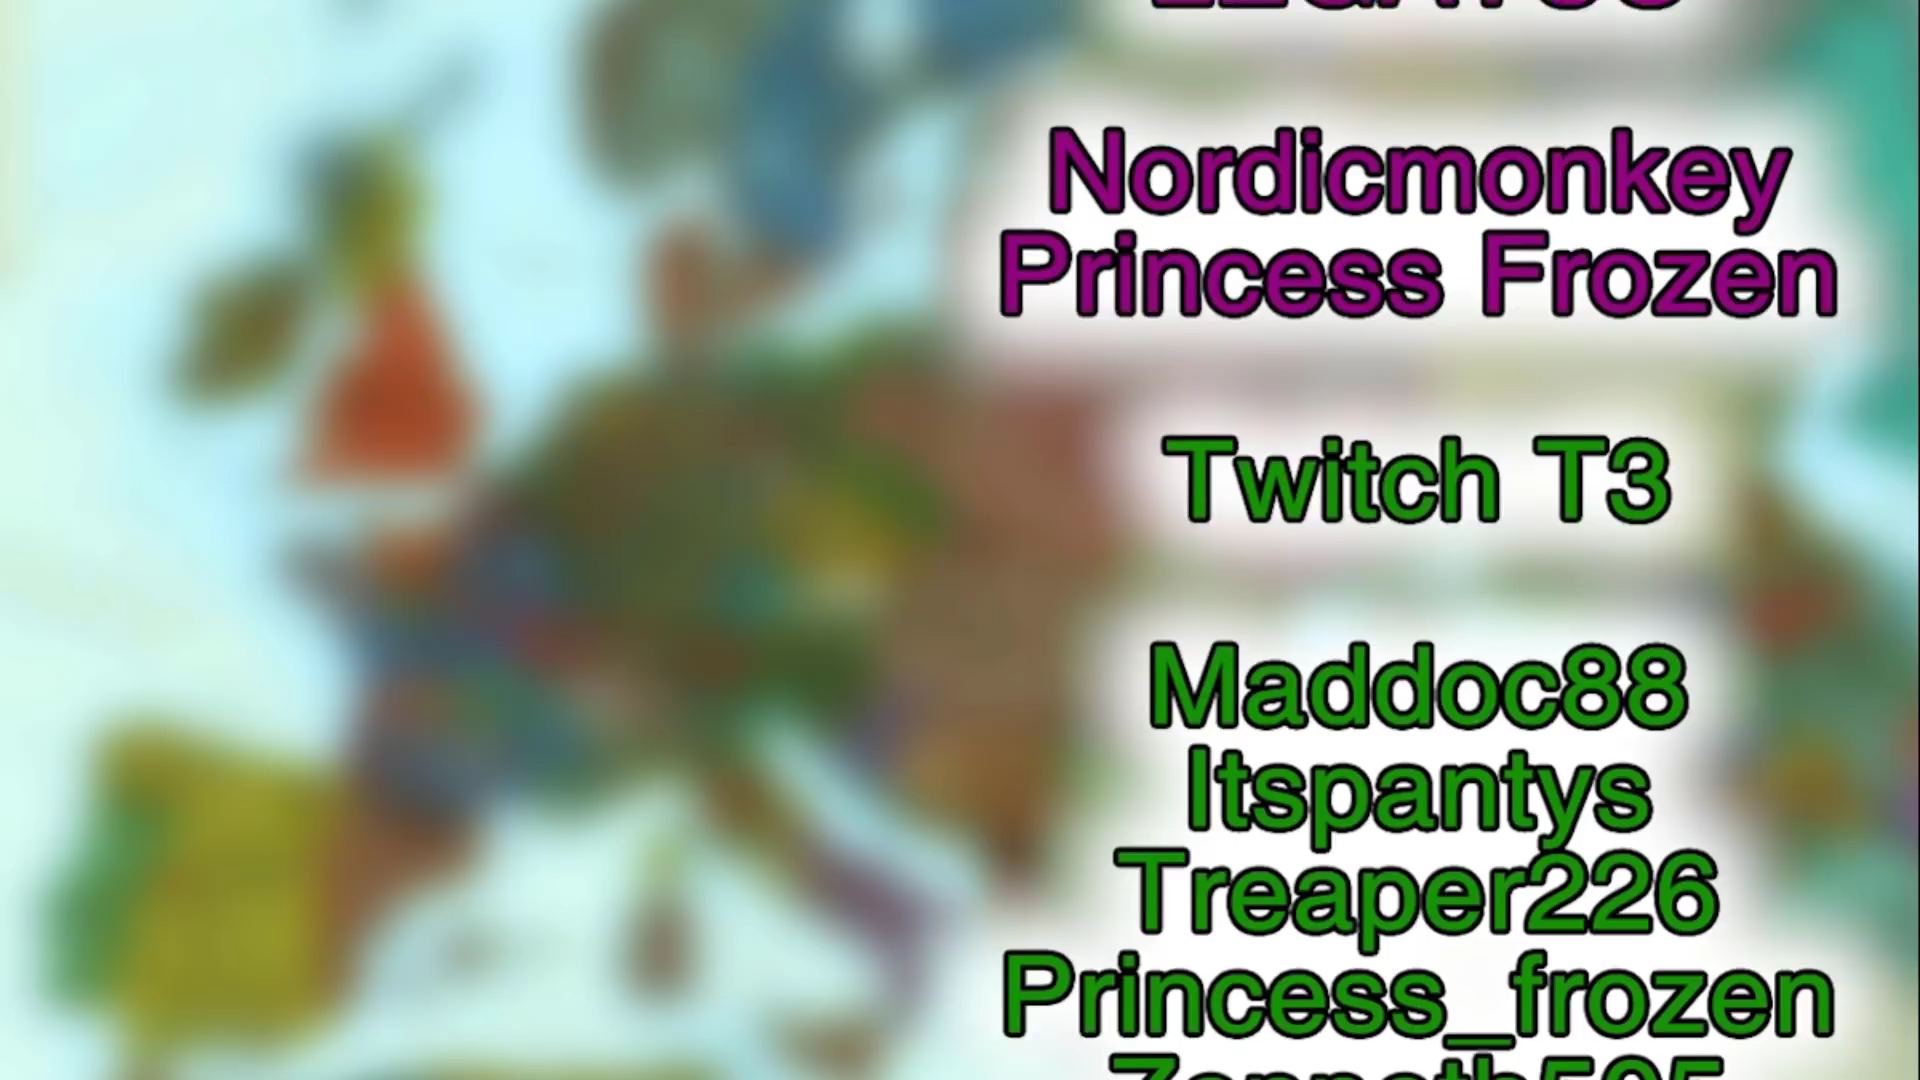 Nordicmonkey
Princess Frozen
Twitch T3
Maddoc88
Itspantys
Treaper226
Princess_frozen